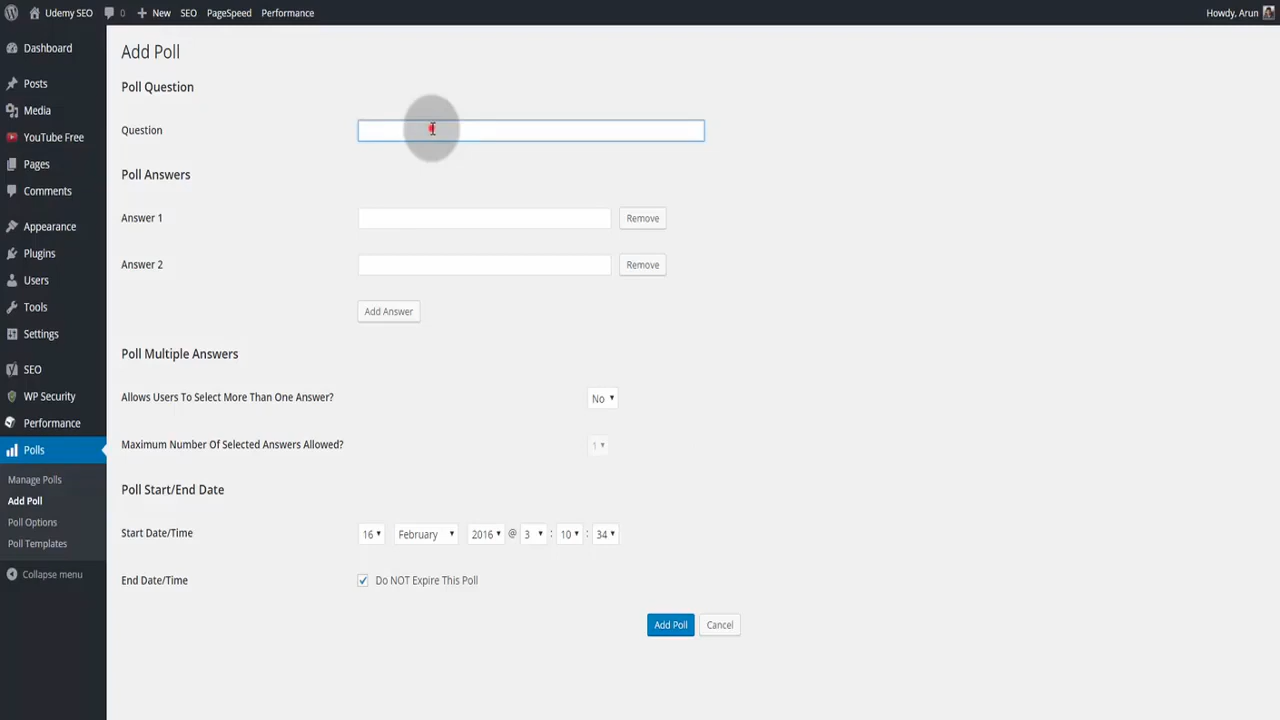 Udemy SEO 0 New SEO PageSpeed Performance Howdy, Arun
Dashboard
Posts
Media
YouTube Free
Pages
Comments
Appearance
Plugins
Users
Tools
Settings
SEO
WP Security
Performance
Polls
Manage Polls
Add Poll
Poll Options
Poll Templates
Collapse menu
Add Poll
Poll Question
Question
Poll Answers
Answer 1 Remove
Answer 2 Remove
Add Answer
Poll Multiple Answers
Allows Users To Select More Than One Answer? No
Maximum Number Of Selected Answers Allowed? 1
Poll Start/End Date
Start Date/Time 16 February 2016 @ 3 : 10 : 34
End Date/Time Do NOT Expire This Poll
Add Poll Cancel